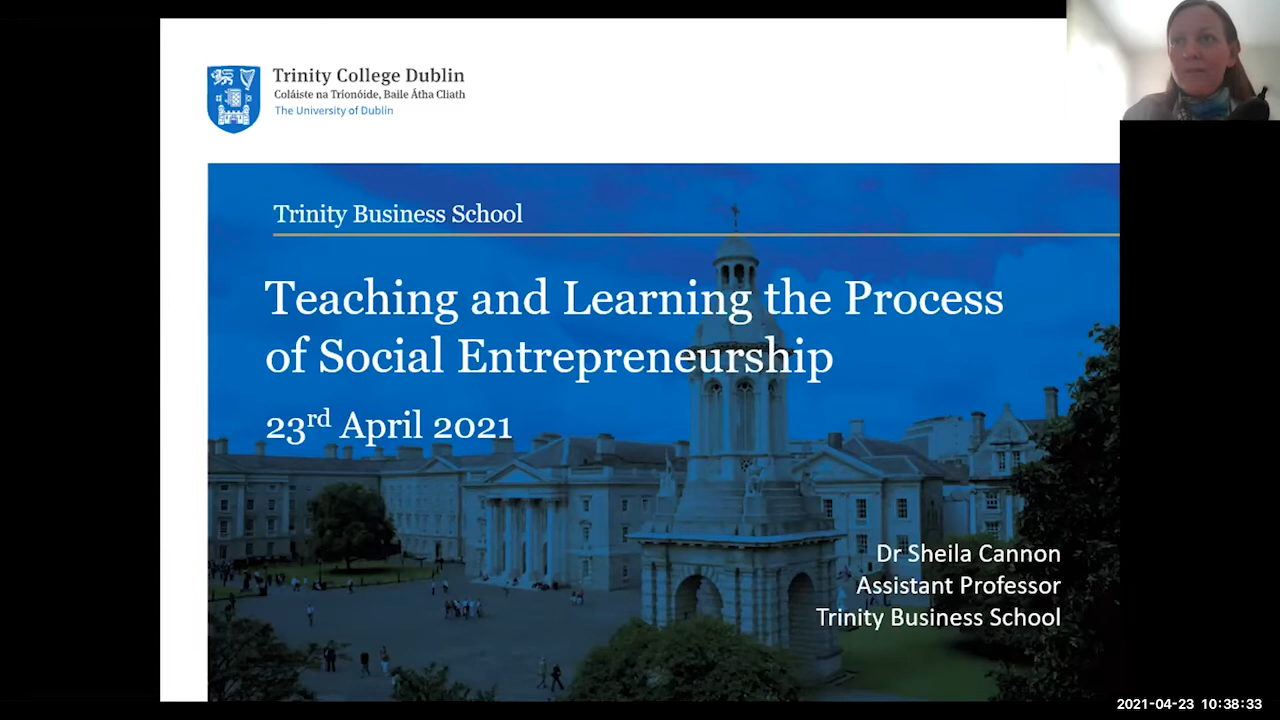 Trinity College Dublin
Coláiste na Tríonóide, Baile Átha Cliath
The University of Dublin
Trinity Business School
Teaching and Learning the Process
of Social Entrepreneurship
23rd April 2021
Dr Sheila Cannon
Assistant Professor
Trinity Business School
2021-04-23 10:38:33